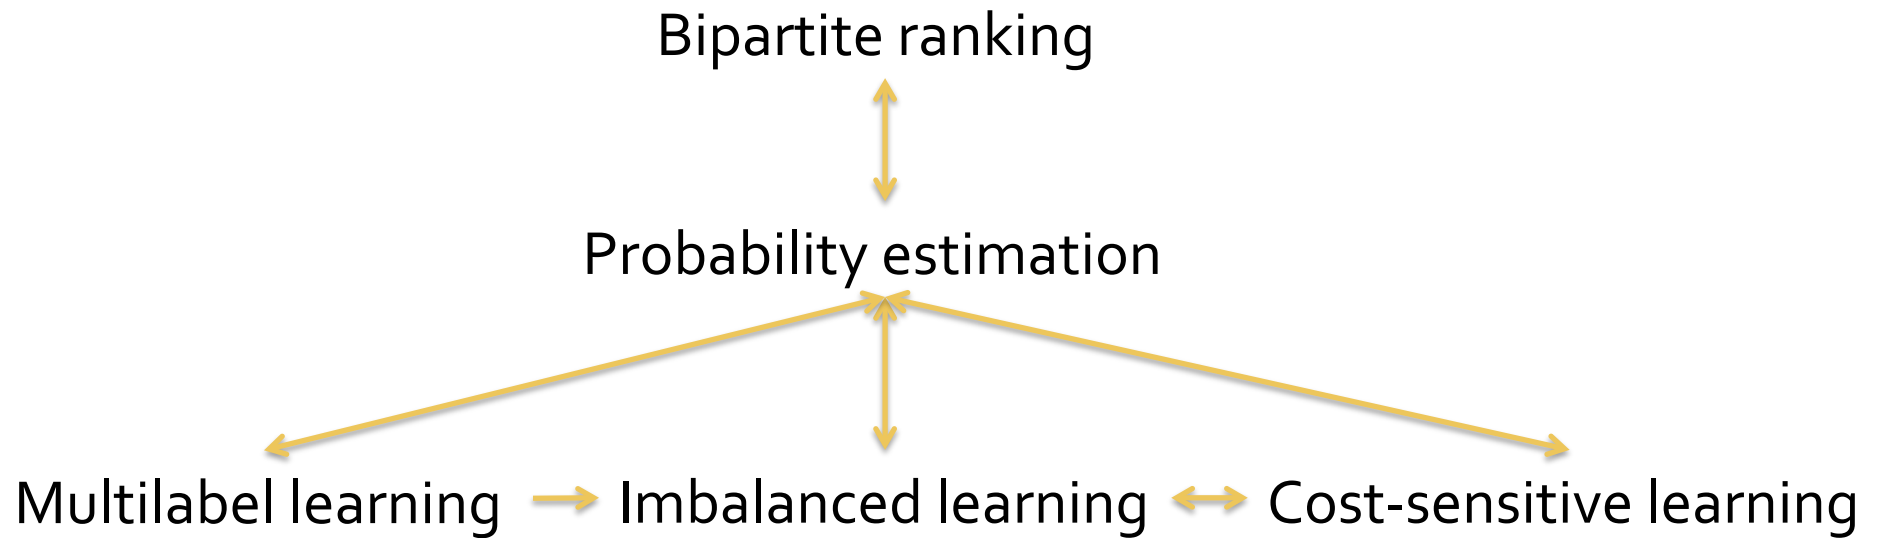 Bipartite ranking
Probability estimation
Multilabel learning
Imbalanced learning
Cost-sensitive learning